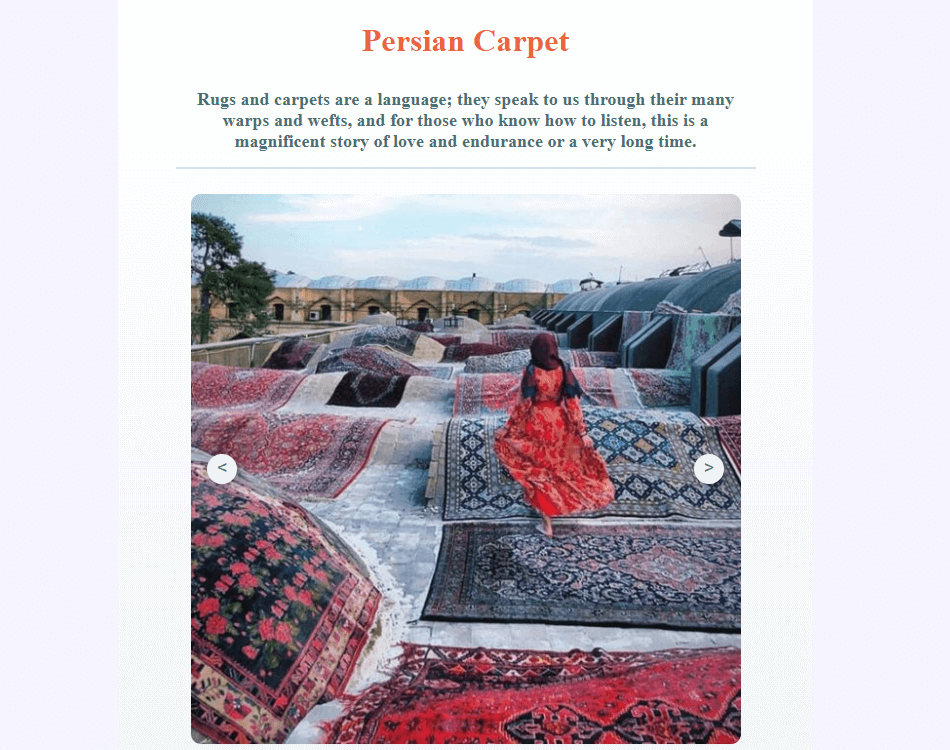 Persian Carpet
Rugs and carpets are a language; they speak to us through their many
warps and wefts, and for those who know how to listen, this is a
magnificent story of love and endurance or a very long time.
< >